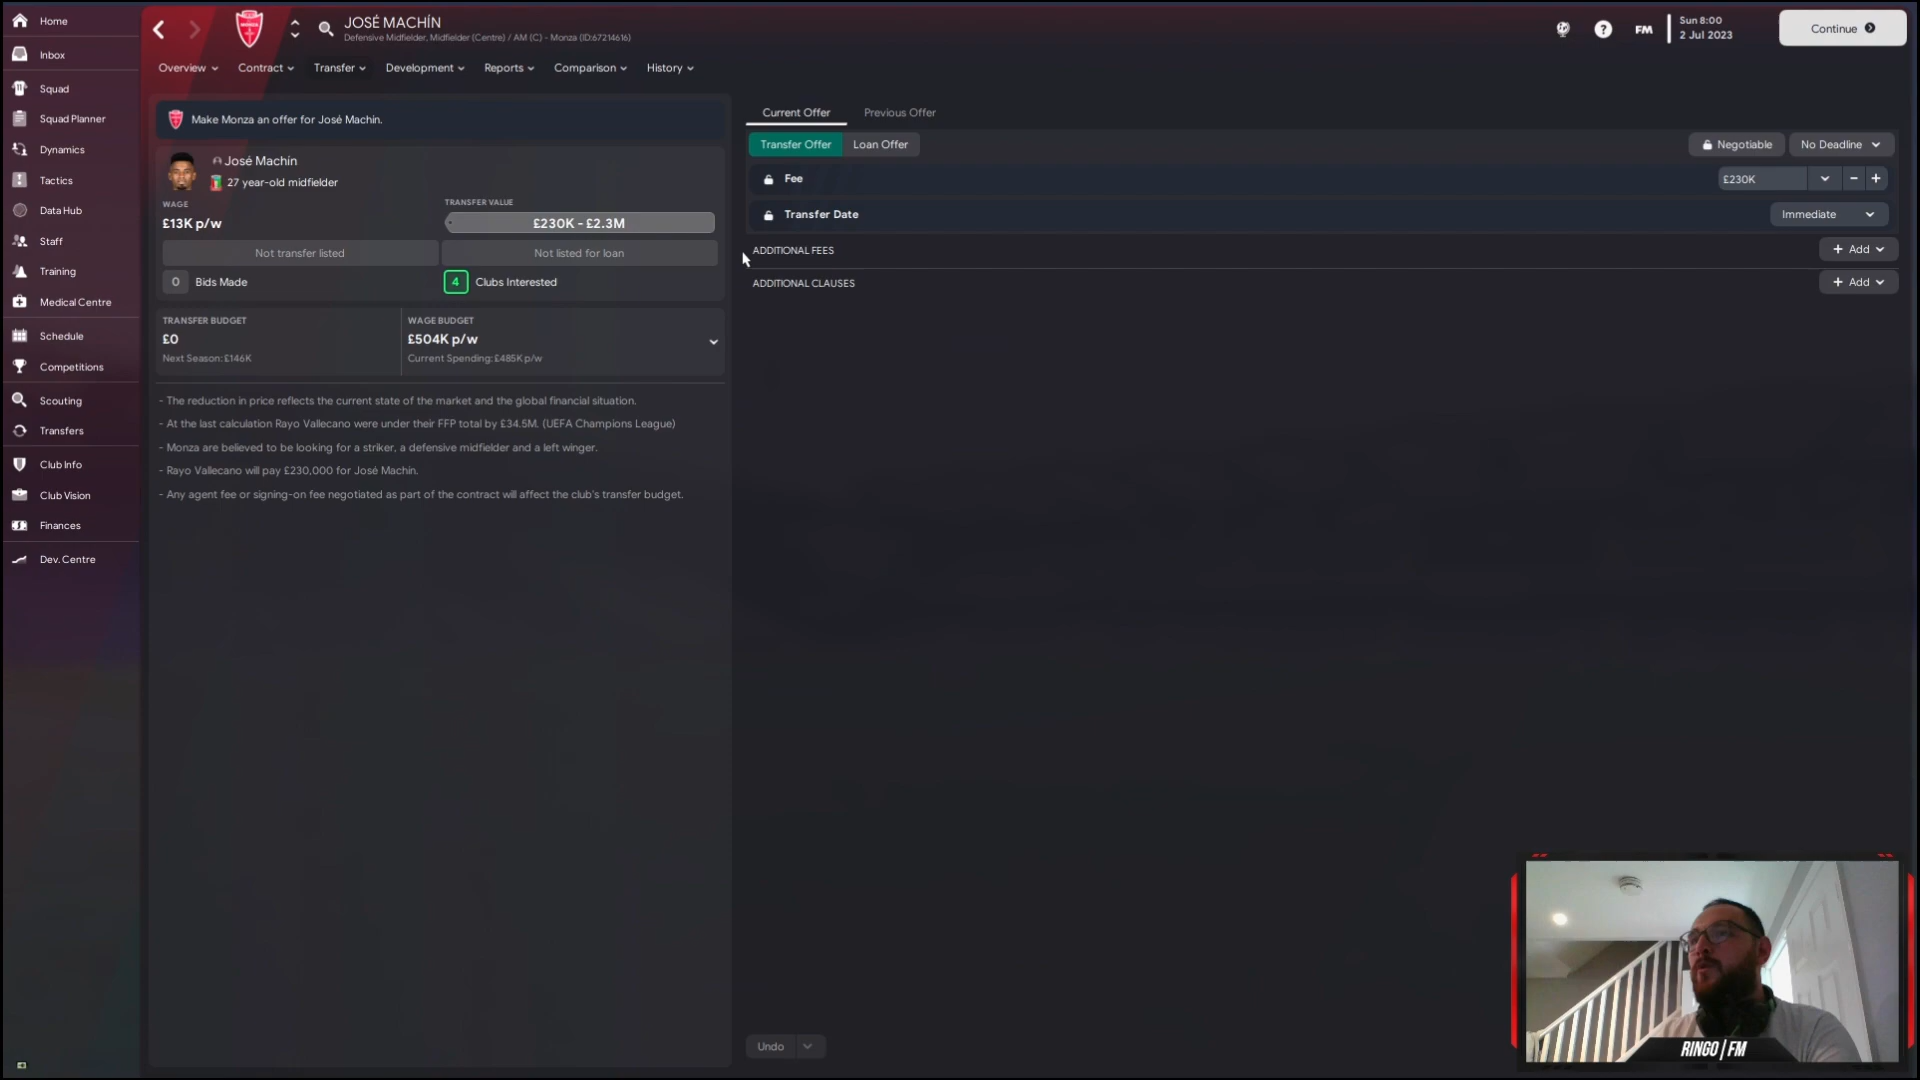 Home
Inbox
Squad
Squad Planner
Dynamics
Tactics
Data Hub
Staff
Training
Medical Centre
Schedule
Competitions
Scouting
Transfers
Club Info
Club Vision
Finances
Dev. Centre
JOSÉ MACHÍN
Defensive Midfielder, Midfielder (Centre) / AM (C) - Monza (ID:67214616)
FM
Sun 8:00
2 Jul 2023
Continue
Overview
Contract
Transfer
Development
Reports
Comparison
History
Make Monza an offer for José Machín.
José Machín
27 year-old midfielder
WAGE
£13K p/w
TRANSFER VALUE
£230K - £2.3M
Not transfer listed
Not listed for loan
0 Bids Made
4 Clubs Interested
TRANSFER BUDGET
£0
Next Season: £146K
WAGE BUDGET
£504K p/w
Current Spending: £485K p/w
- The reduction in price reflects the current state of the market and the global financial situation.
- At the last calculation Rayo Vallecano were under their FFP total by £34.5M. (UEFA Champions League)
- Monza are believed to be looking for a striker, a defensive midfielder and a left winger.
- Rayo Vallecano will pay £230,000 for José Machín.
- Any agent fee or signing-on fee negotiated as part of the contract will affect the club's transfer budget.
Current Offer
Previous Offer
Transfer Offer
Loan Offer
Negotiable
No Deadline
Fee
£230K
Transfer Date
Immediate
ADDITIONAL FEES
+ Add
ADDITIONAL CLAUSES
+ Add
Undo
RINGO|FM